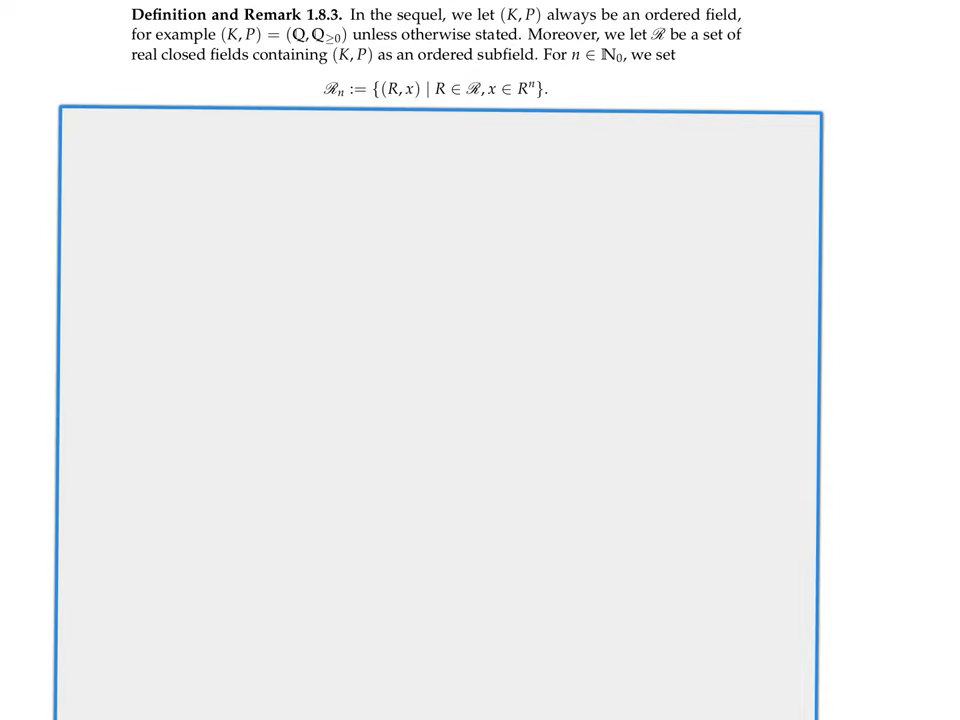 Definition and Remark 1.8.3. In the sequel, we let (K, P) always be an ordered field,
for example (K, P) = (ℚ, ℚ≥0) unless otherwise stated. Moreover, we let ℛ be a set of
real closed fields containing (K, P) as an ordered subfield. For n ∈ ℕ₀, we set
ℛₙ := {(R, x) | R ∈ ℛ, x ∈ Rⁿ}.